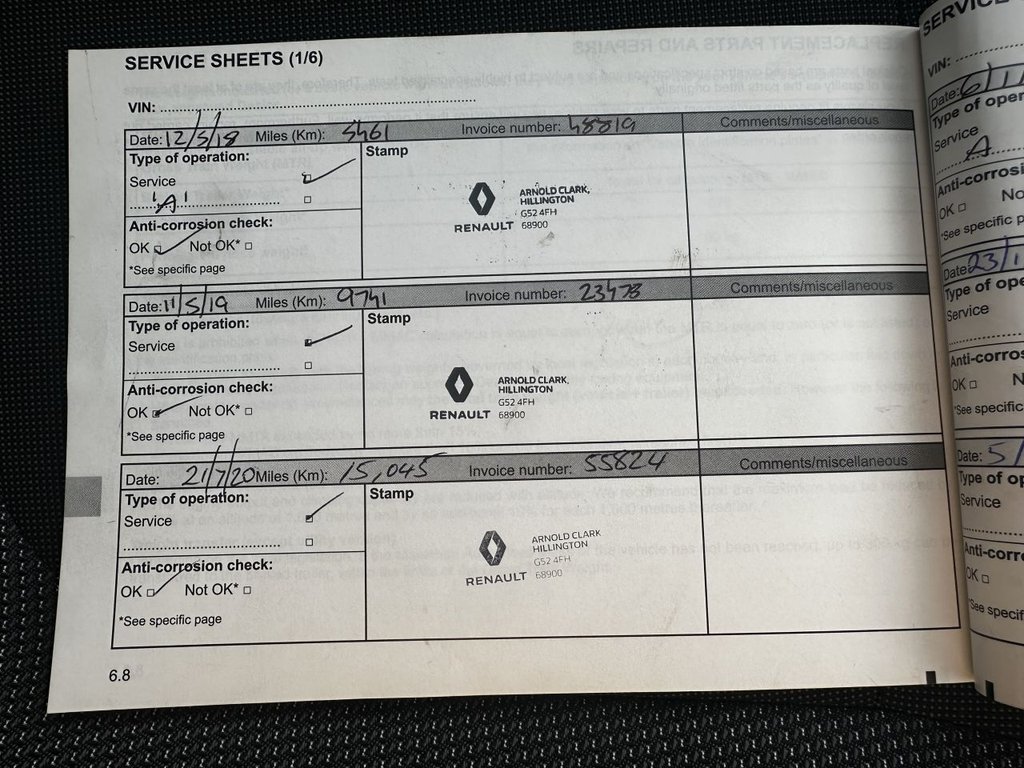 SERVICE SHEETS (1/6)
VIN:
Date: 12/5/18 Miles (Km): 5461 Invoice number: 48819 Comments/miscellaneous
Type of operation: Stamp
Service
'A'
Anti-corrosion check:
OK Not OK*
*See specific page
RENAULT
ARNOLD CLARK,
HILLINGTON
G52 4FH
68900
Date: 11/5/19 Miles (Km): 9741 Invoice number: 23478 Comments/miscellaneous
Type of operation: Stamp
Service
Anti-corrosion check:
OK Not OK*
*See specific page
RENAULT
ARNOLD CLARK,
HILLINGTON
G52 4FH
68900
Date: 21/7/20 Miles (Km): 15,045 Invoice number: 55824 Comments/miscellaneous
Type of operation: Stamp
Service
Anti-corrosion check:
OK Not OK*
*See specific page
RENAULT
ARNOLD CLARK
HILLINGTON
G52 4FH
68900
6.8
SERVICE
VIN:
Date: 6/1
Type of oper
Service
A
Anti-corrosi
OK No
*See specific p
Date: 23/1
Type of ope
Service
Anti-corros
OK N
*See specific
Date: 5/
Type of op
Service
Anti-corro
OK
*See specif